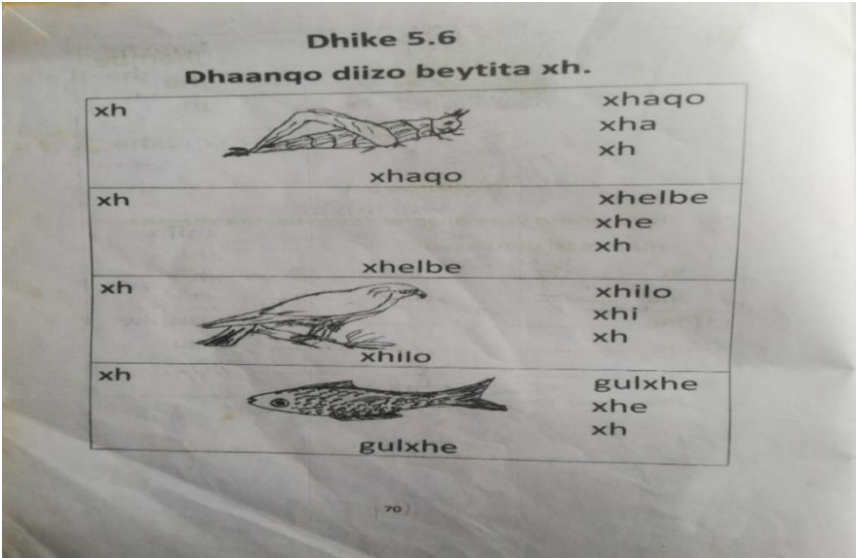 Dhike 5.6
Dhaanqo diizo beytita xh.
xh
xhaqo
xha
xh
xhaqo
xh
xhelbe
xhe
xh
xhelbe
xh
xhilo
xhi
xh
xhilo
xh
gulxhe
xhe
xh
gulxhe
70